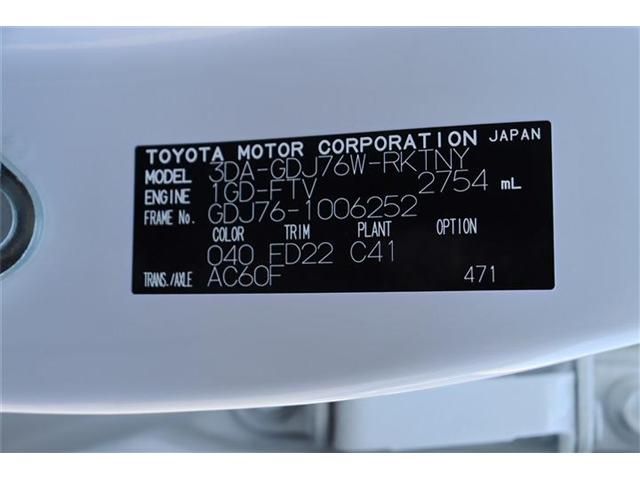 TOYOTA MOTOR CORPORATION JAPAN
MODEL 3DA-GDJ76W-RKTNY
ENGINE 1GD-FTV 2754 mL
FRAME No. GDJ76-1006252
COLOR TRIM PLANT OPTION
040 FD22 C41
TRANS./AXLE AC60F 471